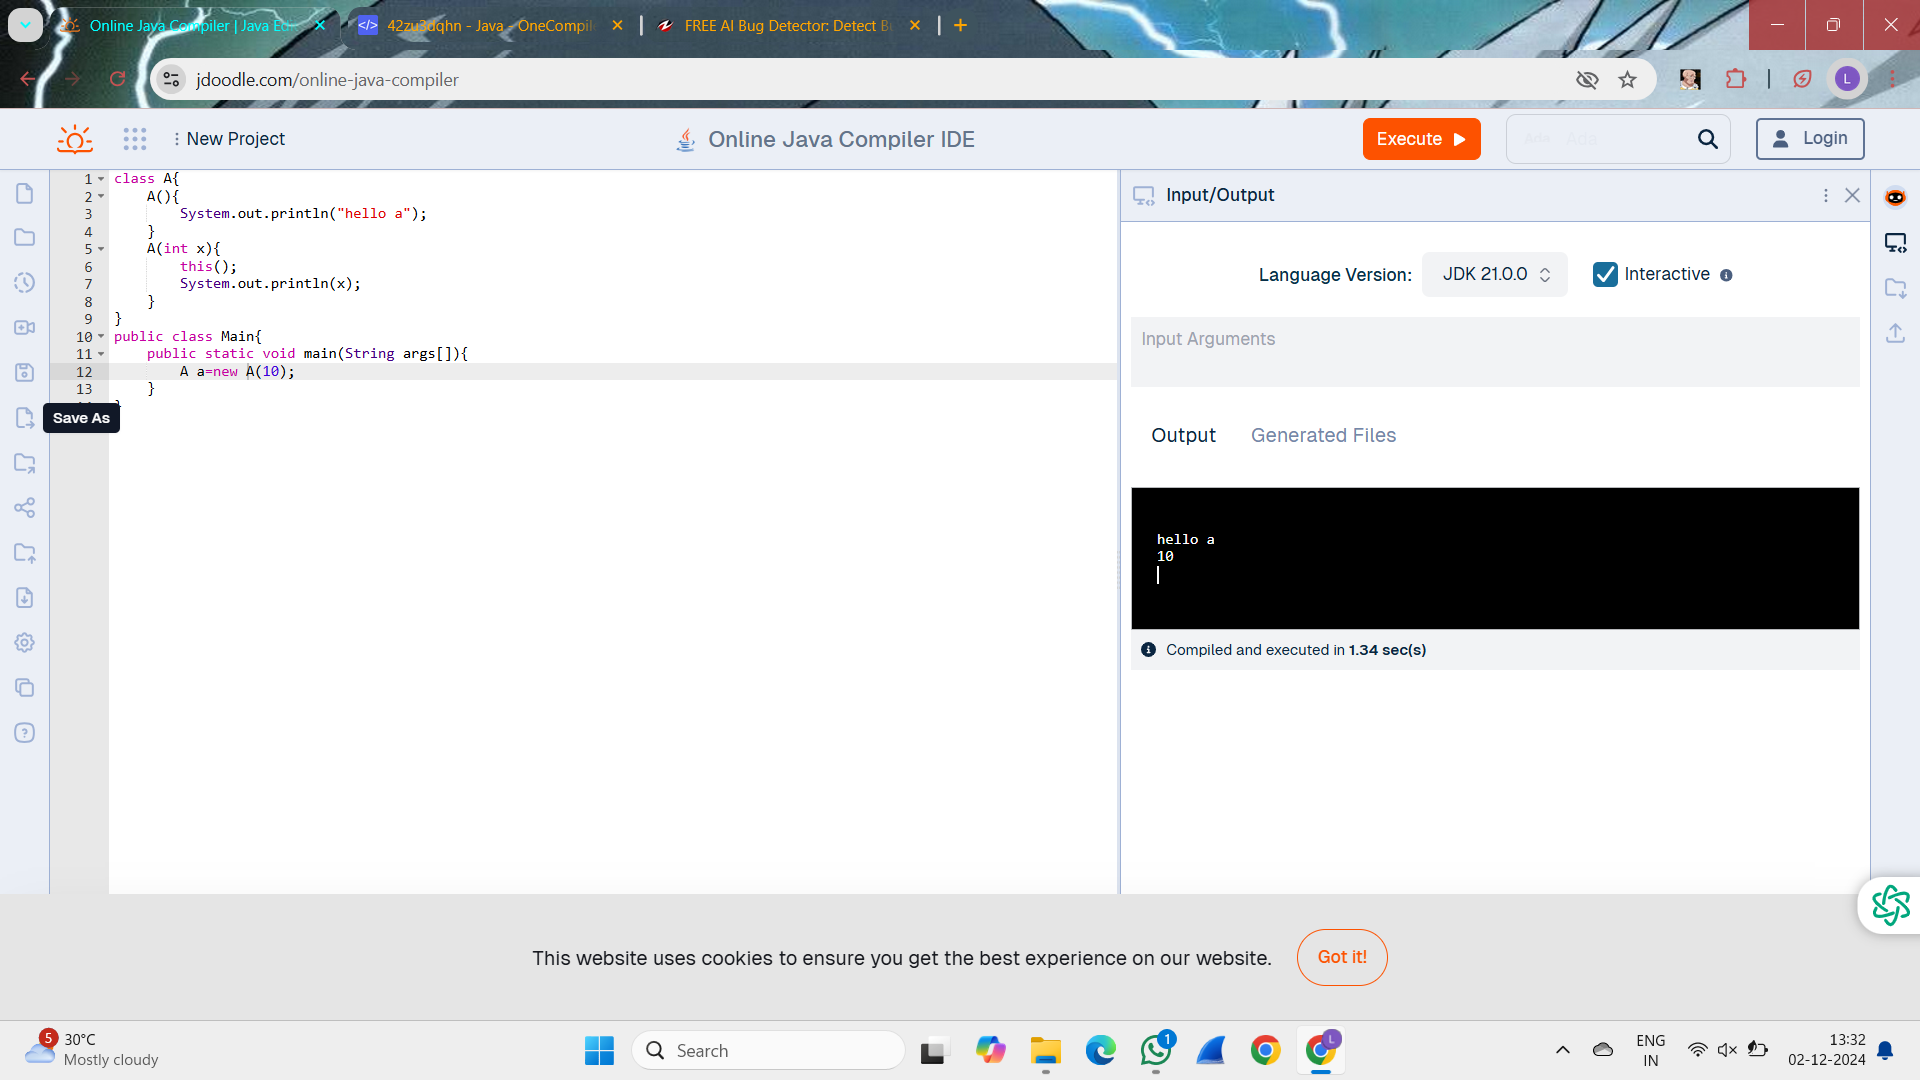 Online Java Compiler | Java Ed
42zu3dqhn - Java - OneCompil
FREE AI Bug Detector: Detect B
jdoodle.com/online-java-compiler
L
New Project
Online Java Compiler IDE
Execute
Login
1 class A{
2 A(){
3 System.out.println("hello a");
4 }
5 A(int x){
6 this();
7 System.out.println(x);
8 }
9 }
10 public class Main{
11 public static void main(String args[]){
12 A a=new A(10);
13 }
}
Save As
Input/Output
Language Version:
JDK 21.0.0
Interactive
Input Arguments
Output
Generated Files
hello a
10
Compiled and executed in 1.34 sec(s)
This website uses cookies to ensure you get the best experience on our website.
Got it!
5
30°C
Mostly cloudy
Search
1
L
ENG
IN
13:32
02-12-2024